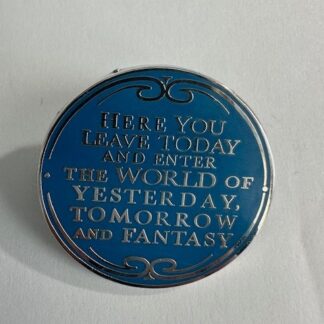 HERE YOU
LEAVE TODAY
AND ENTER
THE WORLD OF
YESTERDAY,
TOMORROW
AND FANTASY